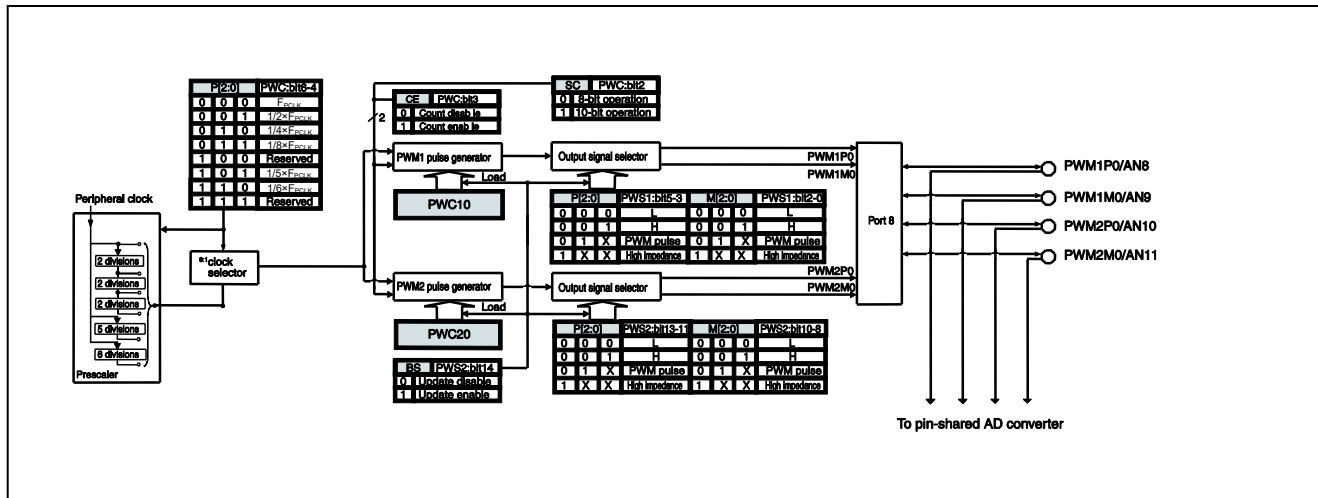 P[2:0] PWC:bit6-4
0 0 0 FPCLK
0 0 1 1/2×FPCLK
0 1 0 1/4×FPCLK
0 1 1 1/8×FPCLK
1 0 0 Reserved
1 0 1 1/5×FPCLK
1 1 0 1/6×FPCLK
1 1 1 Reserved
CE PWC:bit3
0 Count disable
1 Count enable
2
SC PWC:bit2
0 8-bit operation
1 10-bit operation
PWM1 pulse generator
Load
PWC10
Output signal selector
PWM1P0
PWM1M0
P[2:0] PWS1:bit5-3 M[2:0] PWS1:bit2-0
0 0 0 L 0 0 0 L
0 0 1 H 0 0 1 H
0 1 X PWM pulse 0 1 X PWM pulse
1 X X High impedance 1 X X High impedance
Peripheral clock
2 divisions
2 divisions
2 divisions
5 divisions
6 divisions
Prescaler
8:1 clock
selector
PWM2 pulse generator
Load
PWC20
Output signal selector
PWM2P0
PWM2M0
P[2:0] PWS2:bit13-11 M[2:0] PWS2:bit10-8
0 0 0 L 0 0 0 L
0 0 1 H 0 0 1 H
0 1 X PWM pulse 0 1 X PWM pulse
1 X X High impedance 1 X X High impedance
BS PWS2:bit14
0 Update disable
1 Update enable
Port 8
PWM1P0/AN8
PWM1M0/AN9
PWM2P0/AN10
PWM2M0/AN11
To pin-shared AD converter